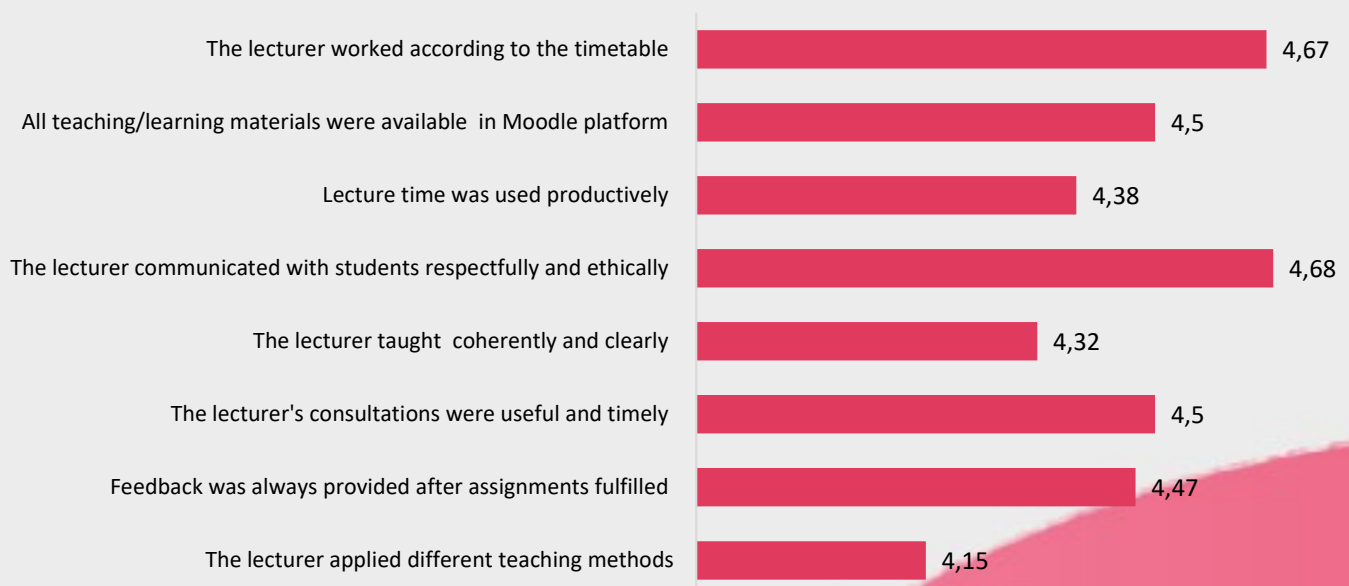 The lecturer worked according to the timetable 4,67
All teaching/learning materials were available in Moodle platform 4,5
Lecture time was used productively 4,38
The lecturer communicated with students respectfully and ethically 4,68
The lecturer taught coherently and clearly 4,32
The lecturer's consultations were useful and timely 4,5
Feedback was always provided after assignments fulfilled 4,47
The lecturer applied different teaching methods 4,15